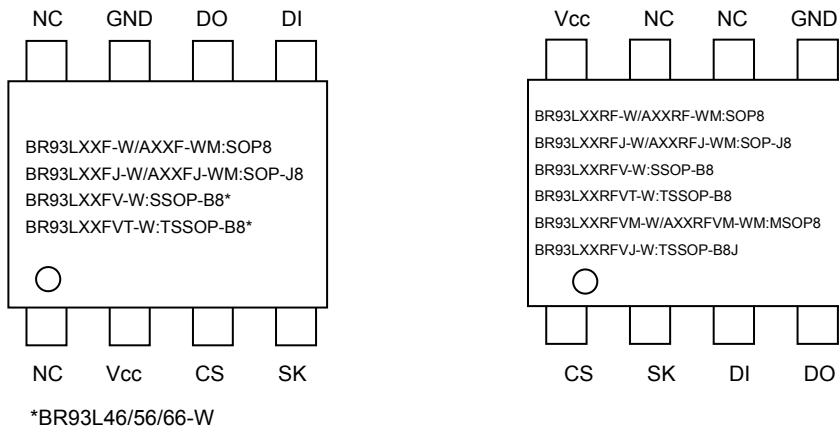 NC GND DO DI
BR93LXXF-W/AXXF-WM:SOP8
BR93LXXFJ-W/AXXFJ-WM:SOP-J8
BR93LXXFV-W:SSOP-B8*
BR93LXXFVT-W:TSSOP-B8*
NC Vcc CS SK
*BR93L46/56/66-W
Vcc NC NC GND
BR93LXXRF-W/AXXRF-WM:SOP8
BR93LXXRFJ-W/AXXRFJ-WM:SOP-J8
BR93LXXRFV-W:SSOP-B8
BR93LXXRFVT-W:TSSOP-B8
BR93LXXRFVM-W/AXXRFVM-WM:MSOP8
BR93LXXRFVJ-W:TSSOP-B8J
CS SK DI DO